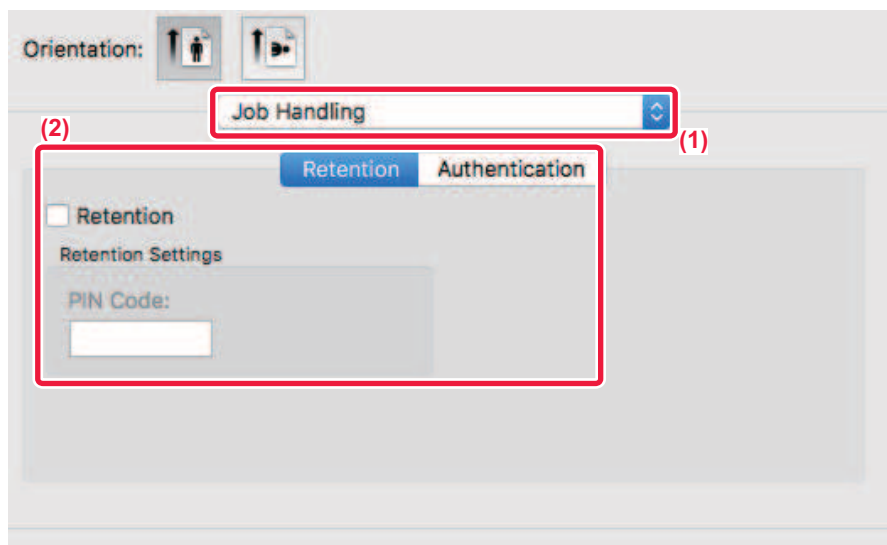 Orientation:
Job Handling
(1)
(2)
Retention Authentication
Retention
Retention Settings
PIN Code: